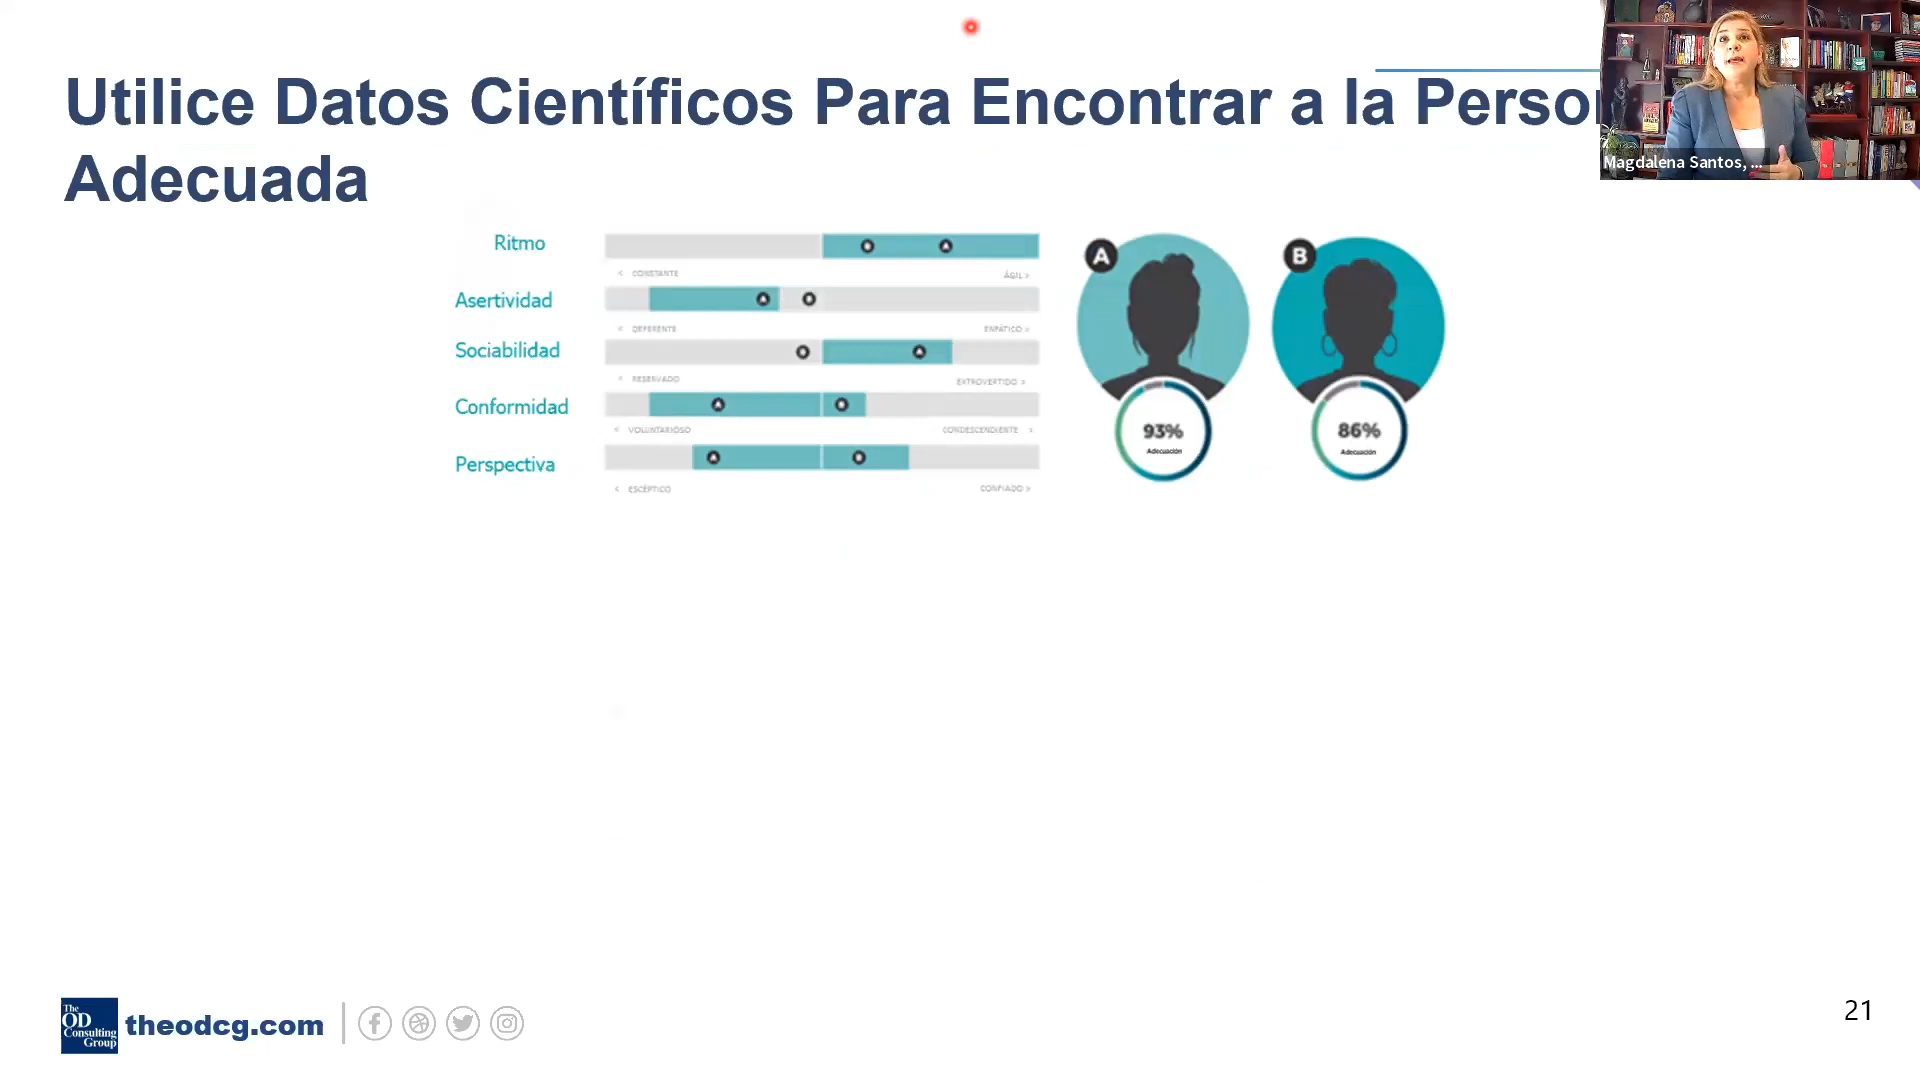 Utilice Datos Científicos Para Encontrar a la Perso
Adecuada
Magdalena Santos, ...
Ritmo
B A
< CONSTANTE ÁGIL >
Asertividad
A B
< DEFERENTE ENFÁTICO >
Sociabilidad
B A
< RESERVADO EXTROVERTIDO >
Conformidad
A B
< VOLUNTARIOSO CONDESCENDIENTE >
Perspectiva
A B
< ESCÉPTICO CONFIADO >
A
93%
Adecuación
B
86%
Adecuación
The
OD
Consulting
Group
theodcg.com
21